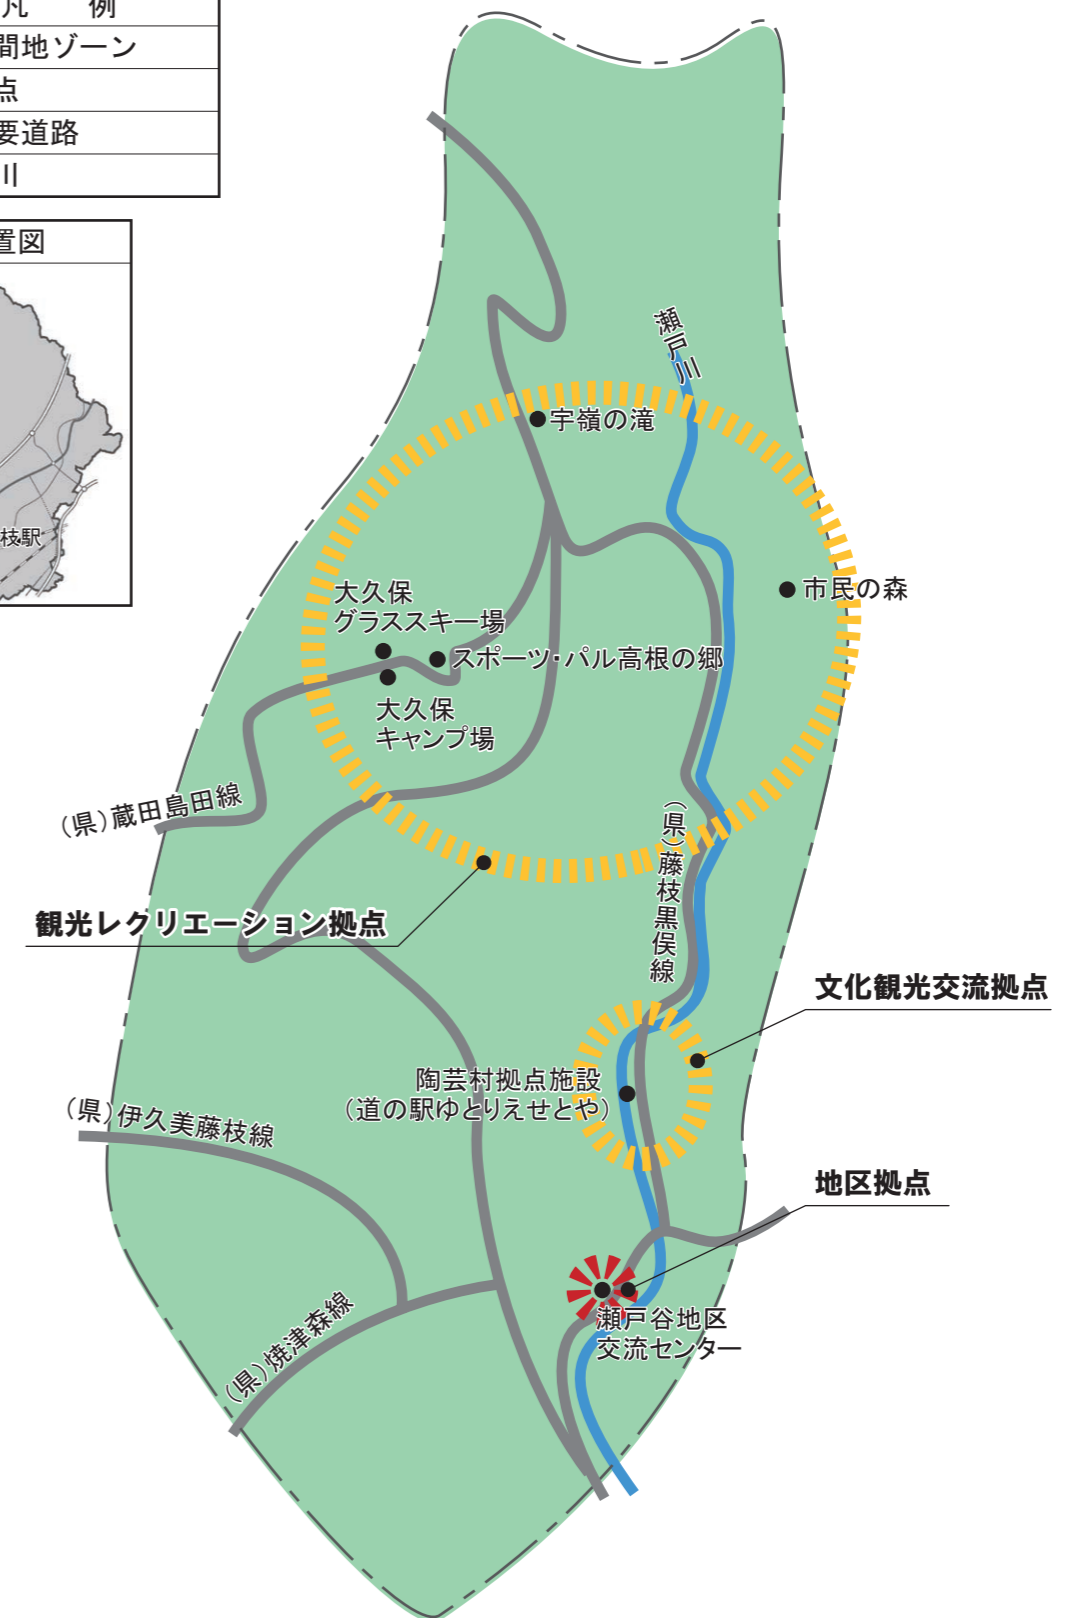 凡 例
間地ゾーン
点
要道路
川
置図
枝駅
瀬戸川
宇嶺の滝
市民の森
大久保
グラススキー場
スポーツ・パル高根の郷
大久保
キャンプ場
(県)蔵田島田線
(県)藤枝黒俣線
観光レクリエーション拠点
文化観光交流拠点
陶芸村拠点施設
(道の駅ゆとりえせとや)
(県)伊久美藤枝線
地区拠点
瀬戸谷地区
交流センター
(県)焼津森線